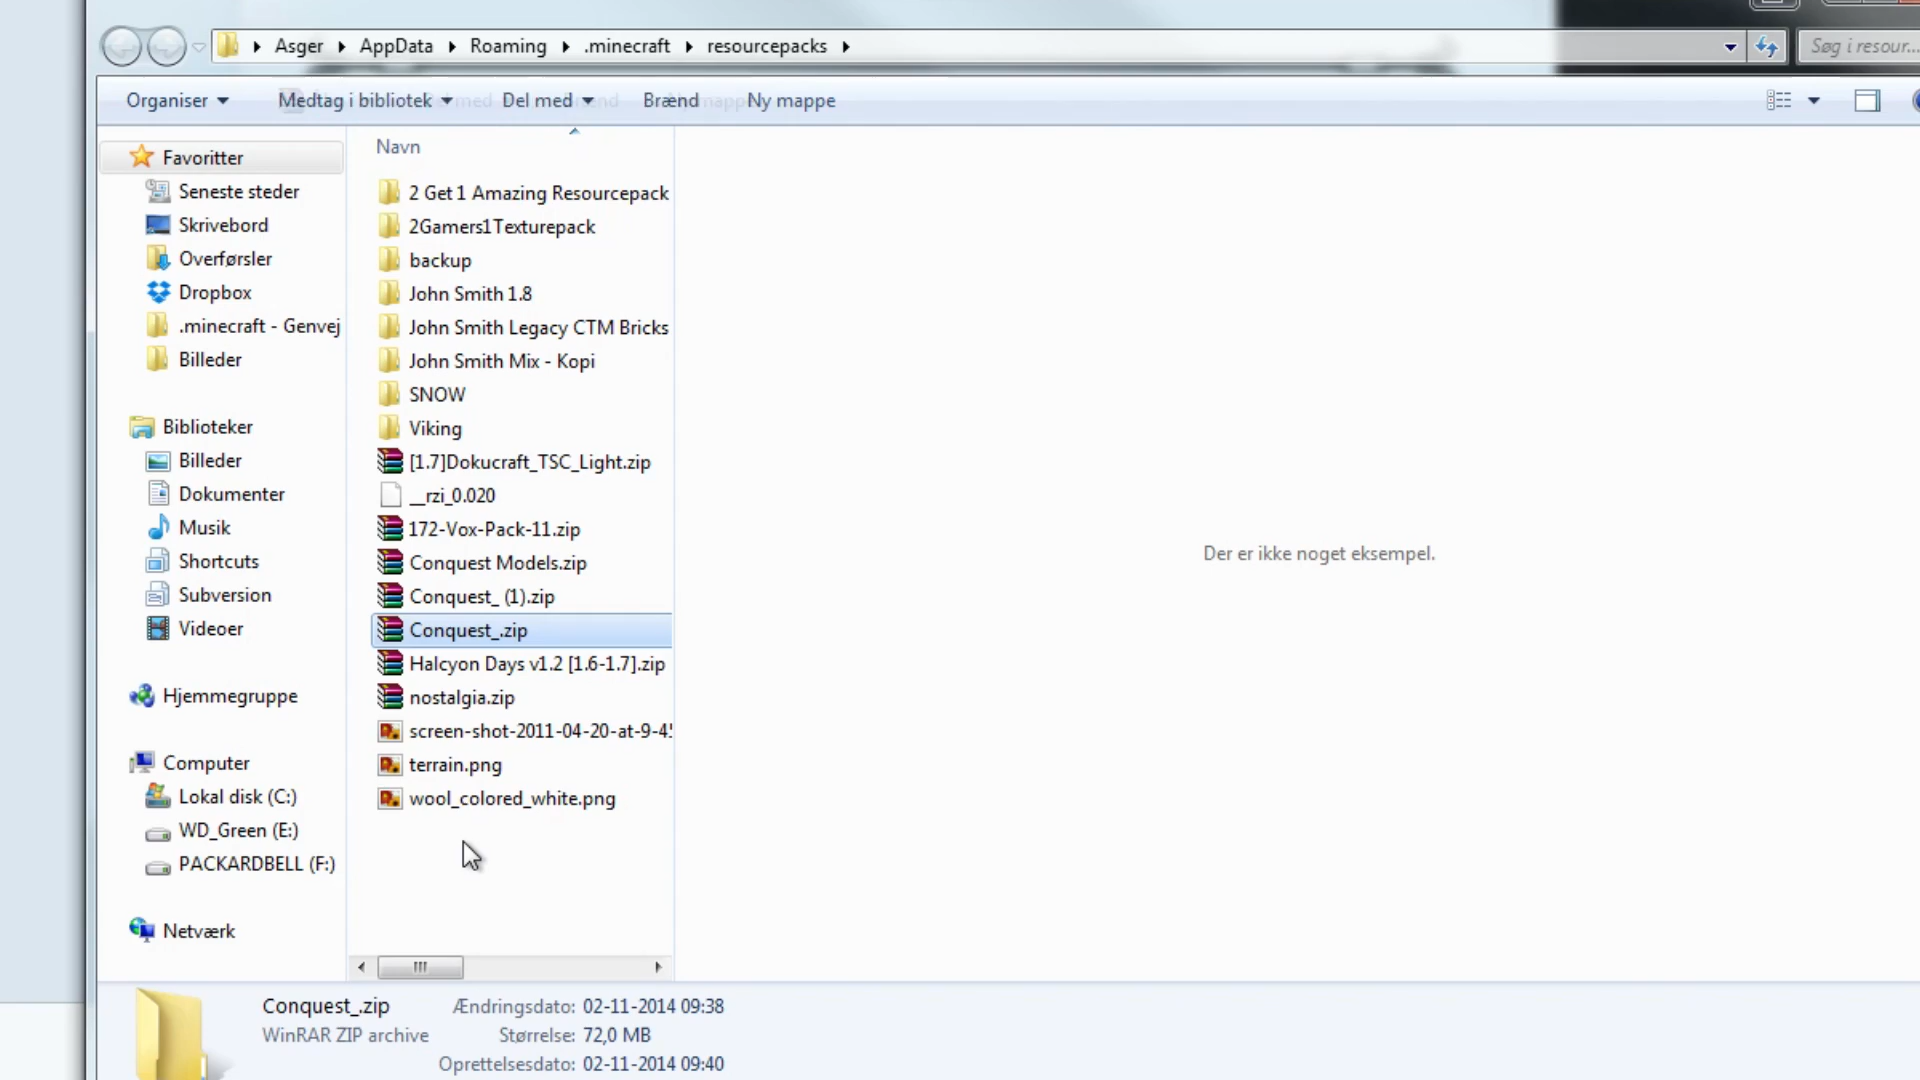 Asger AppData Roaming .minecraft resourcepacks
Søg i resour...
Organiser Medtag i bibliotek Del med Brænd Ny mappe
Navn
Favoritter
Seneste steder
Skrivebord
Overførsler
Dropbox
.minecraft - Genvej
Billeder
Biblioteker
Billeder
Dokumenter
Musik
Shortcuts
Subversion
Videoer
Hjemmegruppe
Computer
Lokal disk (C:)
WD_Green (E:)
PACKARDBELL (F:)
Netværk
2 Get 1 Amazing Resourcepack
2Gamers1Texturepack
backup
John Smith 1.8
John Smith Legacy CTM Bricks
John Smith Mix - Kopi
SNOW
Viking
[1.7]Dokucraft_TSC_Light.zip
__rzi_0.020
172-Vox-Pack-11.zip
Conquest Models.zip
Conquest_ (1).zip
Conquest_.zip
Halcyon Days v1.2 [1.6-1.7].zip
nostalgia.zip
screen-shot-2011-04-20-at-9-45
terrain.png
wool_colored_white.png
Der er ikke noget eksempel.
Conquest_.zip Ændringsdato: 02-11-2014 09:38
WinRAR ZIP archive Størrelse: 72,0 MB
Oprettelsesdato: 02-11-2014 09:40